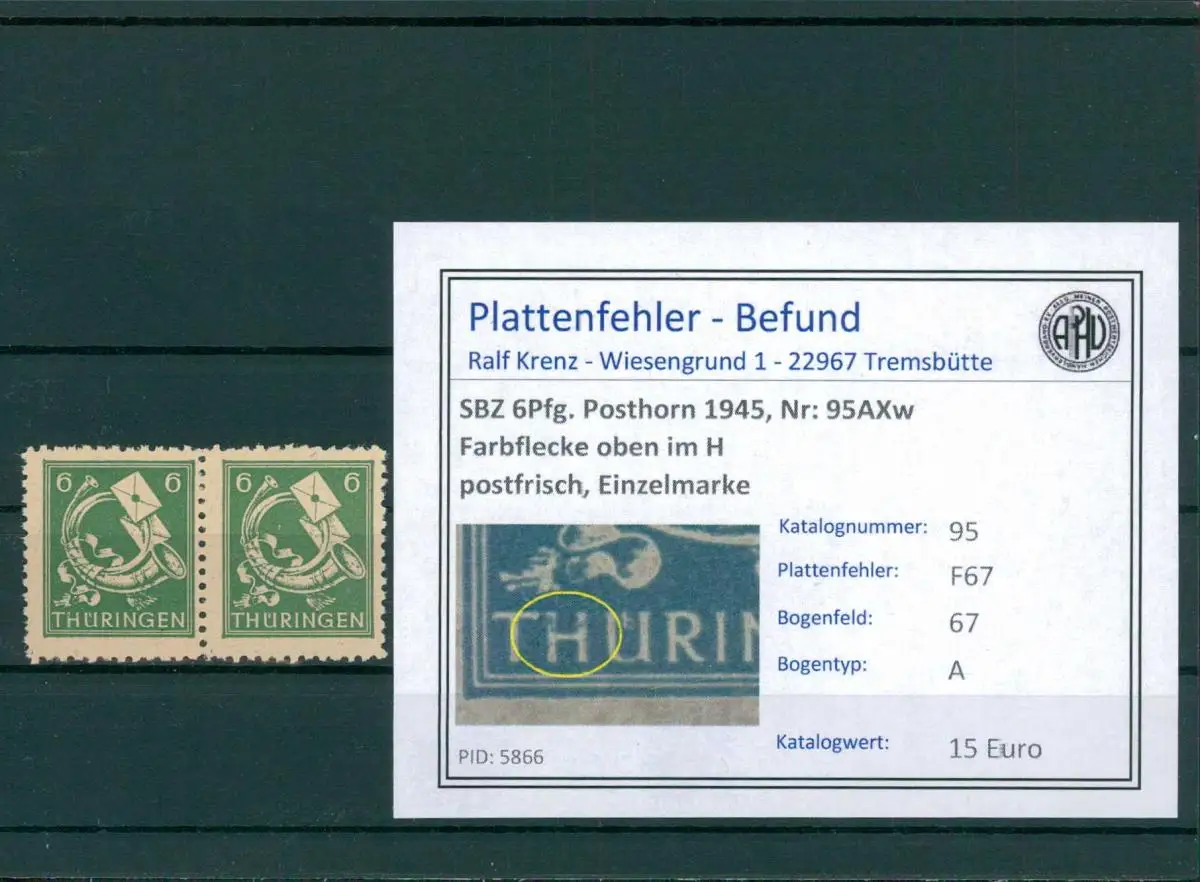 6 6
THÜRINGEN
6 6
THÜRINGEN
Plattenfehler - Befund
Ralf Krenz - Wiesengrund 1 - 22967 Tremsbütte
APHV
SBZ 6Pfg. Posthorn 1945, Nr: 95AXw
Farbflecke oben im H
postfrisch, Einzelmarke
THÜRIN
Katalognummer: 95
Plattenfehler: F67
Bogenfeld: 67
Bogentyp: A
Katalogwert: 15 Euro
PID: 5866